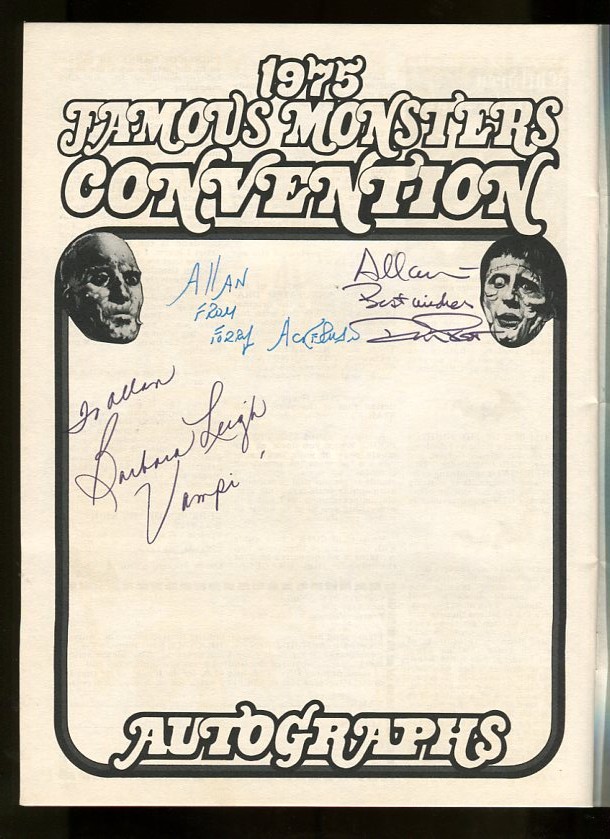 1975
FAMOUS MONSTERS
CONVENTION
Allan
From
Forry Ackerman
Allan –
Best wishes
To Allan
Barbara Leigh
Vampi
AUTOGRAPHS